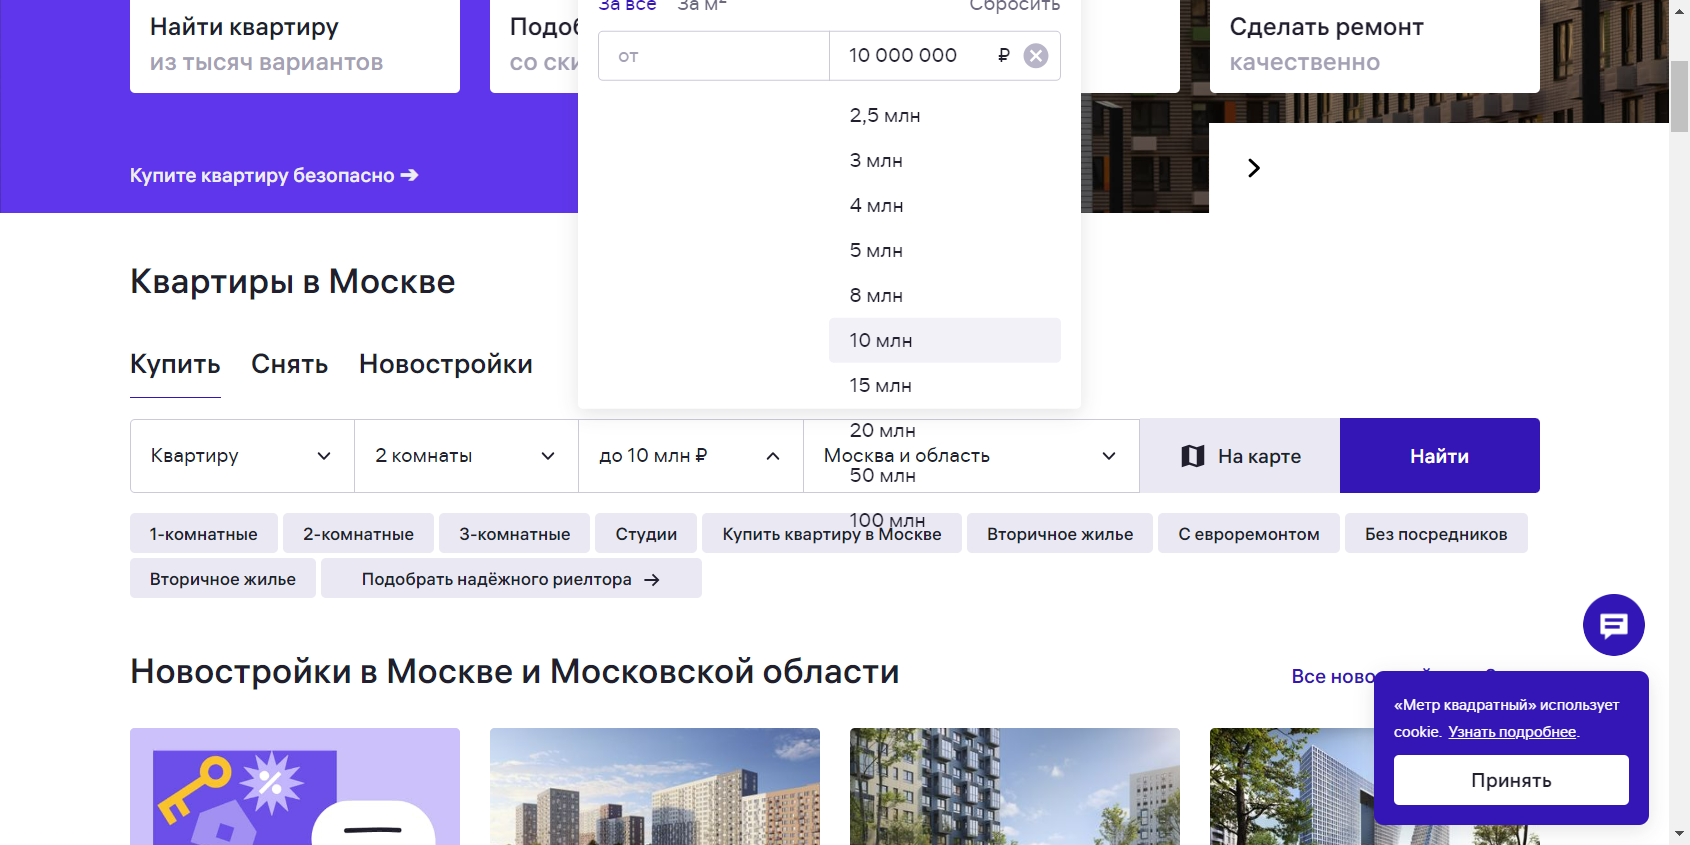 За все За м²
Сбросить
Найти квартиру
из тысяч вариантов
Сделать ремонт
качественно
от
10 000 000 ₽
2,5 млн
3 млн
4 млн
5 млн
8 млн
10 млн
15 млн
20 млн
50 млн
100 млн
Купите квартиру безопасно →
Квартиры в Москве
Купить Снять Новостройки
Квартиру
2 комнаты
до 10 млн ₽
Москва и область
На карте
Найти
1-комнатные
2-комнатные
3-комнатные
Студии
Купить квартиру в Москве
Вторичное жилье
С евроремонтом
Без посредников
Вторичное жилье
Подобрать надёжного риелтора →
Новостройки в Москве и Московской области
Все
«Метр квадратный» использует
cookie. Узнать подробнее.
Принять